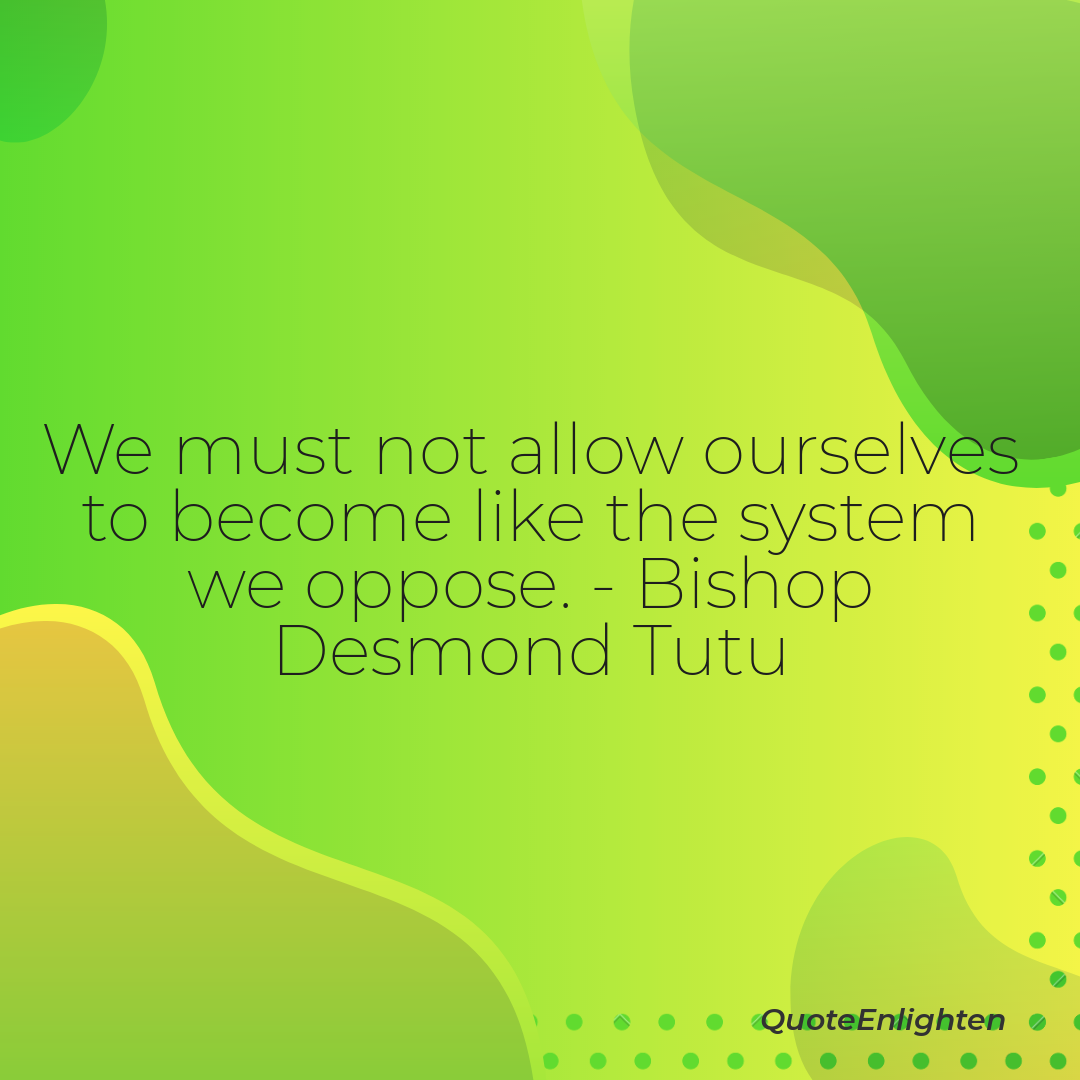 We must not allow ourselves
to become like the system
we oppose. - Bishop
Desmond Tutu
QuoteEnlighten